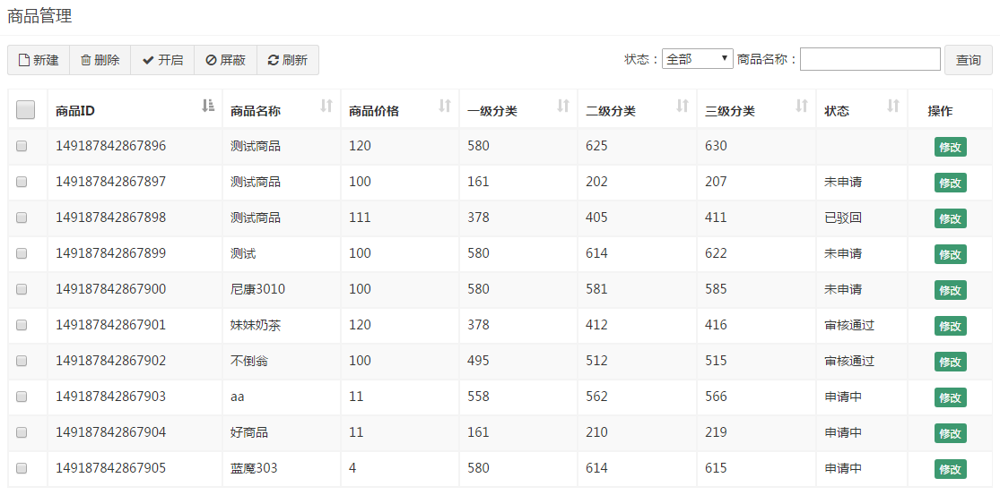 商品管理
新建 删除 开启 屏蔽 刷新 状态： 全部 商品名称： 查询
商品ID 商品名称 商品价格 一级分类 二级分类 三级分类 状态 操作
149187842867896 测试商品 120 580 625 630 修改
149187842867897 测试商品 100 161 202 207 未申请 修改
149187842867898 测试商品 111 378 405 411 已驳回 修改
149187842867899 测试 100 580 614 622 未申请 修改
149187842867900 尼康3010 100 580 581 585 未申请 修改
149187842867901 妹妹奶茶 120 378 412 416 审核通过 修改
149187842867902 不倒翁 100 495 512 515 审核通过 修改
149187842867903 aa 11 558 562 566 申请中 修改
149187842867904 好商品 11 161 210 219 申请中 修改
149187842867905 蓝魔303 4 580 614 615 申请中 修改